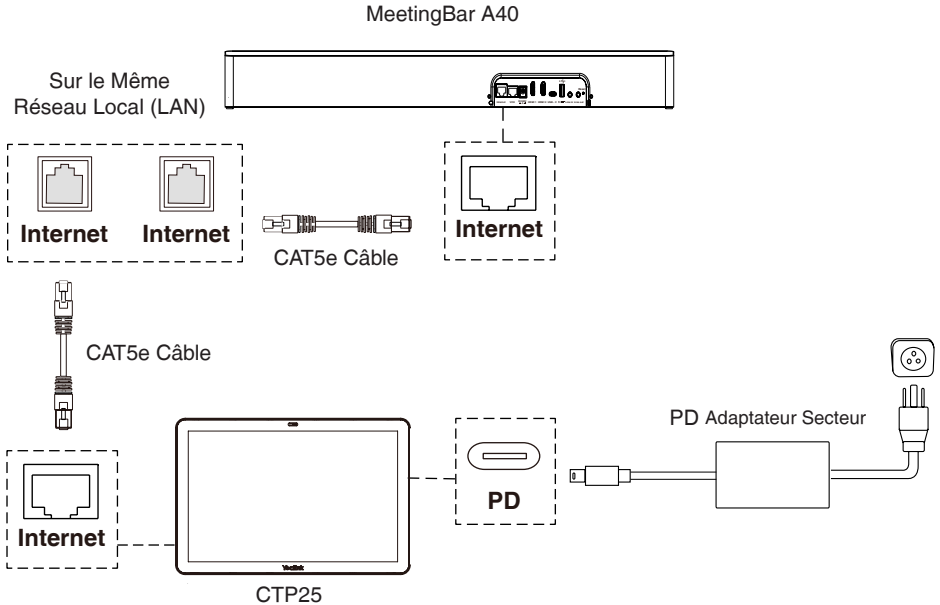 MeetingBar A40
Sur le Même
Réseau Local (LAN)
Internet
Internet
Internet
CAT5e Câble
CAT5e Câble
PD Adaptateur Secteur
PD
Internet
Yealink
CTP25